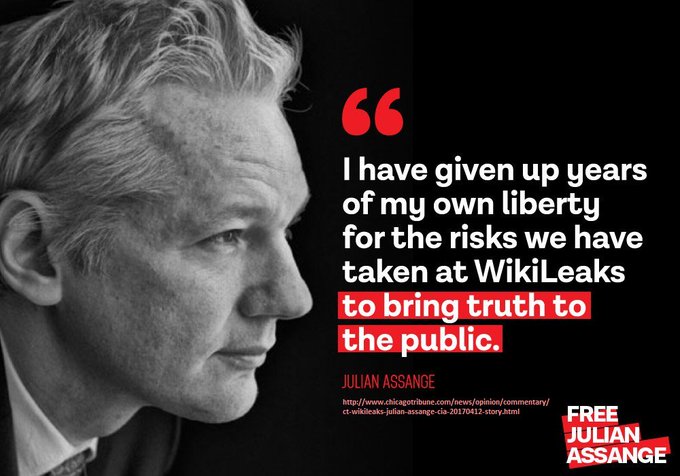 “
I have given up years
of my own liberty
for the risks we have
taken at WikiLeaks
to bring truth to
the public.
JULIAN ASSANGE
http://www.chicagotribune.com/news/opinion/commentary/
ct-wikileaks-julian-assange-cia-20170412-story.html
FREE
JULIAN
ASSANGE